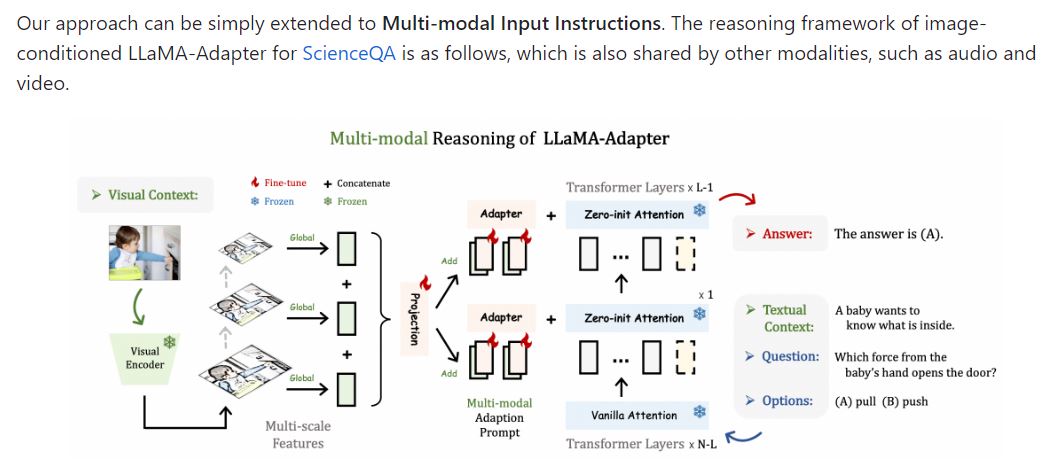 Our approach can be simply extended to Multi-modal Input Instructions. The reasoning framework of image-
conditioned LLaMA-Adapter for ScienceQA is as follows, which is also shared by other modalities, such as audio and
video.
Multi-modal Reasoning of LLaMA-Adapter
➤ Visual Context:
Fine-tune
+ Concatenate
Frozen
Frozen
Visual
Encoder
Global
+
Global
+
Global
Multi-scale
Features
Projection
Add
Add
Transformer Layers x L-1
Adapter + Zero-init Attention
...
x 1
Adapter + Zero-init Attention
...
Multi-modal
Adaption
Prompt
Vanilla Attention
Transformer Layers x N-L
➤ Answer: The answer is (A).
➤ Textual
Context:
A baby wants to
know what is inside.
➤ Question: Which force from the
baby's hand opens the door?
➤ Options: (A) pull (B) push